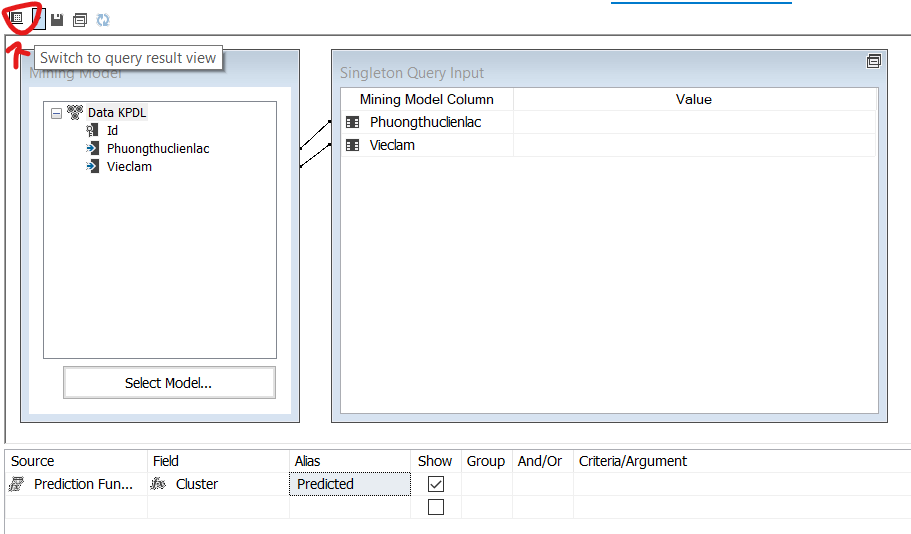 Switch to query result view
Mining Model
Singleton Query Input
Mining Model Column Value
Data KPDL
Id
Phuongthuclienlac
Vieclam
Phuongthuclienlac
Vieclam
Select Model...
Source Field Alias Show Group And/Or Criteria/Argument
Prediction Fun... Cluster Predicted